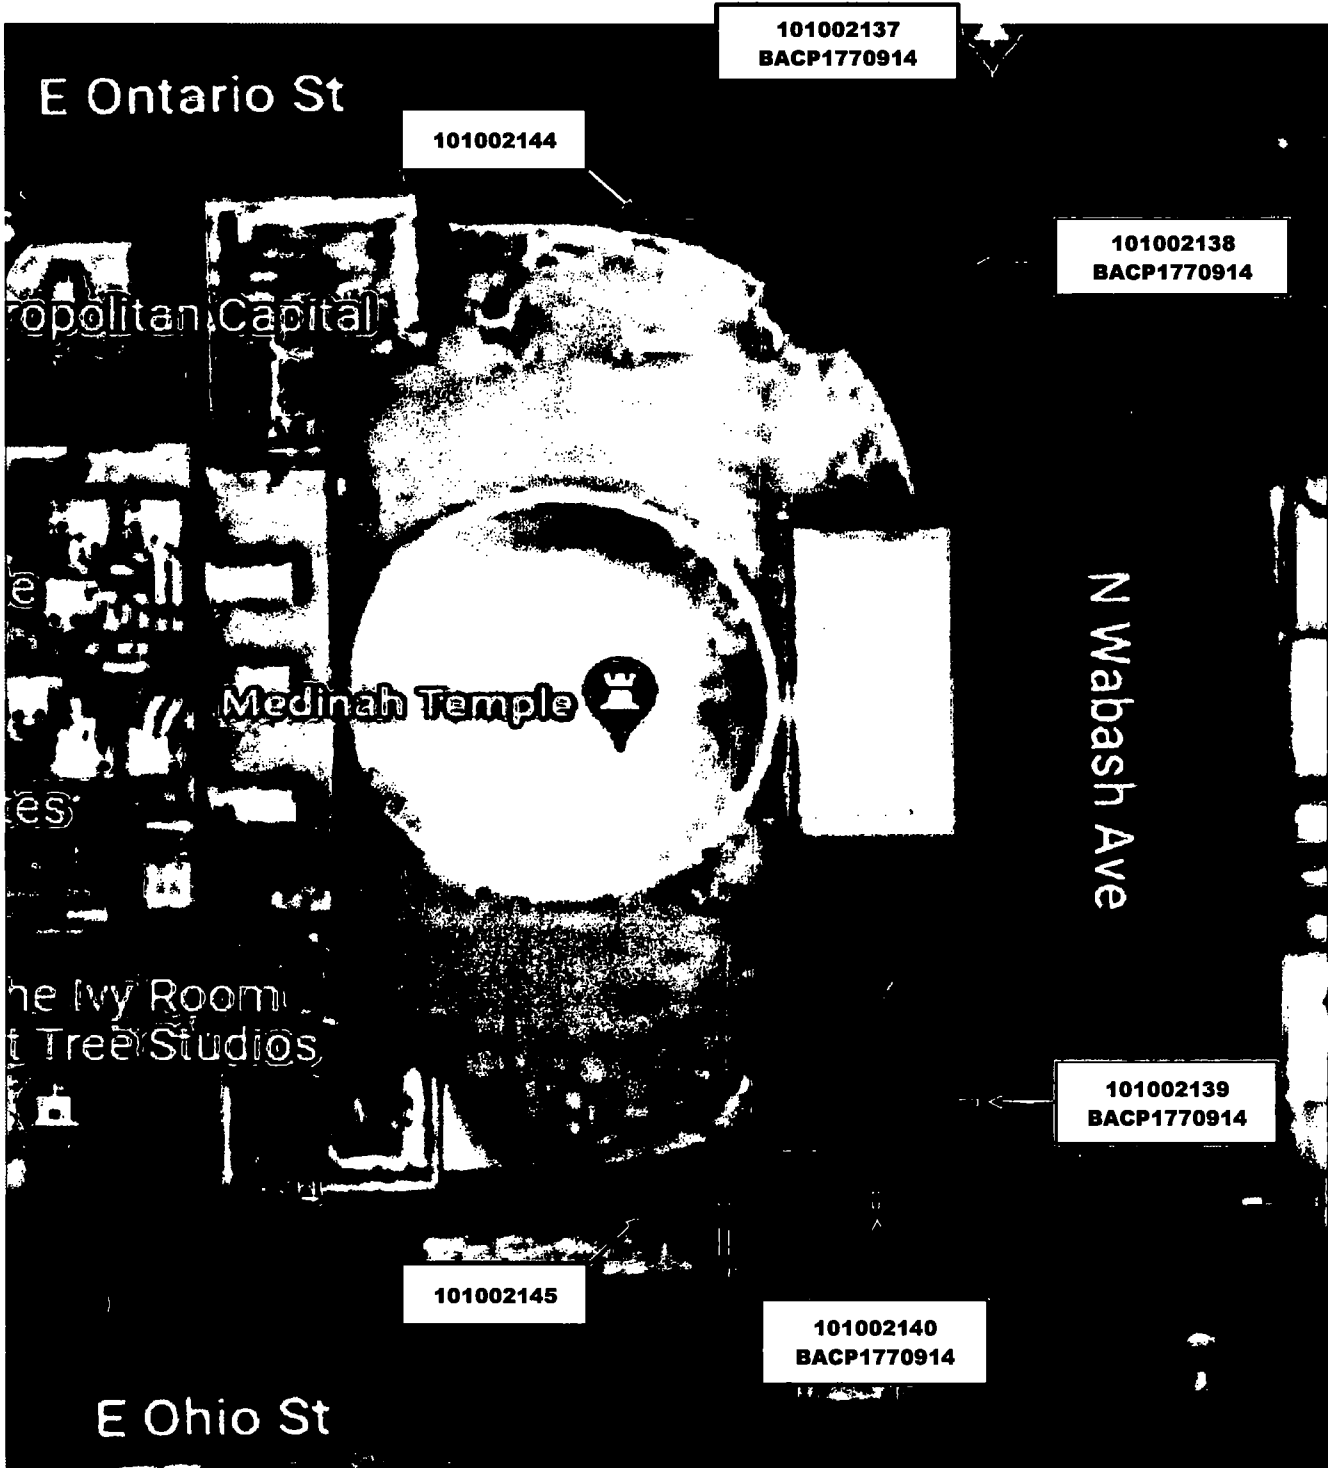 101002137
BACP1770914
E Ontario St
101002144
101002138
BACP1770914
ropolitan Capital
e
N Wabash Ave
Medinah Temple
tes
he Ivy Room
t Tree Studios
101002139
BACP1770914
101002145
101002140
BACP1770914
E Ohio St